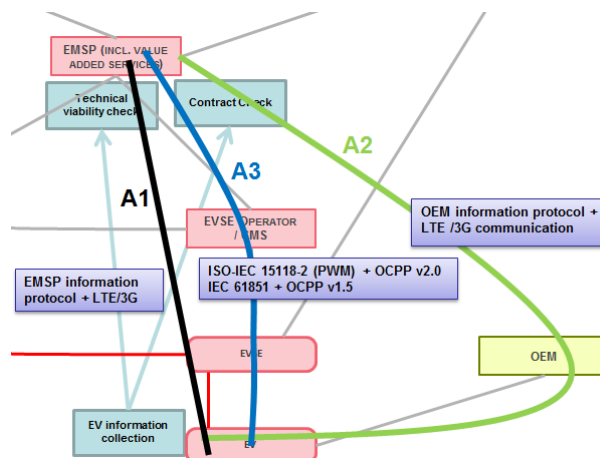 EMSP (INCL. VALUE
ADDED SERVICES)
Technical
viability check
Contract Check
A1
A3
A2
EVSE OPERATOR
/ CMS
OEM information protocol +
LTE /3G communication
EMSP information
protocol + LTE/3G
ISO-IEC 15118-2 (PWM) + OCPP v2.0
IEC 61851 + OCPP v1.5
EVSE
OEM
EV information
collection
EV